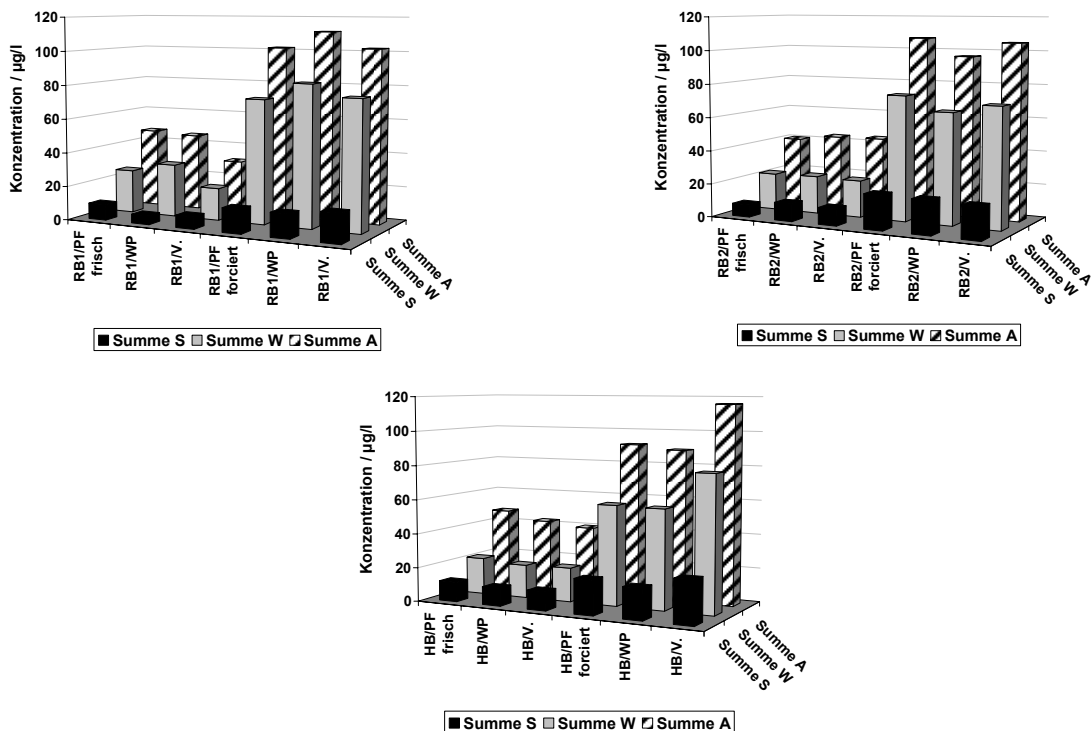 Konzentration / µg/l
120
100
80
60
40
20
0
RB1/PF
frisch
RB1/WP
RB1/V.
RB1/PF
forciert
RB1/WP
RB1/V.
Summe S
Summe W
Summe A
Summe S Summe W Summe A
Konzentration / µg/l
120
100
80
60
40
20
0
RB2/PF
frisch
RB2/WP
RB2/V.
RB2/PF
forciert
RB2/WP
RB2/V.
Summe S
Summe W
Summe A
Summe S Summe W Summe A
Konzentration / µg/l
120
100
80
60
40
20
0
HB/PF
frisch
HB/WP
HB/V.
HB/PF
forciert
HB/WP
HB/V.
Summe S
Summe W
Summe A
Summe S Summe W Summe A